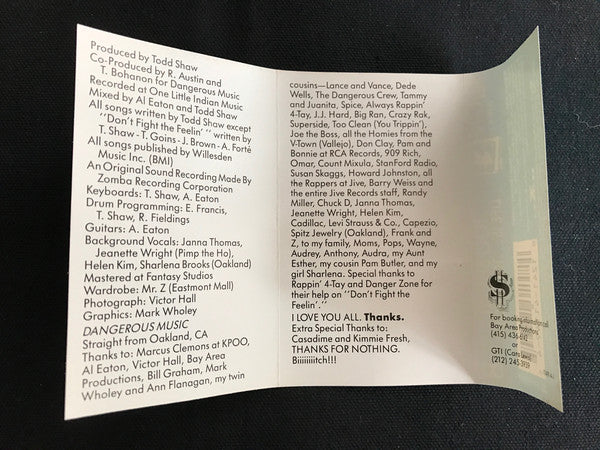 Produced by Todd Shaw
Co-Produced by R. Austin and
T. Bohanon for Dangerous Music
Recorded at One Little Indian Music
Mixed by Al Eaton and Todd Shaw
All songs written by Todd Shaw except
"Don't Fight the Feelin' " written by
T. Shaw - T. Goins - J. Brown - A. Forté
All songs published by Willesden
Music Inc. (BMI)
An Original Sound Recording Made By
Zomba Recording Corporation
Keyboards: T. Shaw, A. Eaton
Drum Programming: E. Francis,
T. Shaw, R. Fieldings
Guitars: A. Eaton
Background Vocals: Janna Thomas,
Jeanette Wright (Pimp the Ho),
Helen Kim, Sharlena Brooks (Oakland)
Mastered at Fantasy Studios
Wardrobe: Mr. Z (Eastmont Mall)
Photograph: Victor Hall
Graphics: Mark Wholey
DANGEROUS MUSIC
Straight from Oakland, CA
Thanks to: Marcus Clemons at KPOO,
Al Eaton, Victor Hall, Bay Area
Productions, Bill Graham, Mark
Wholey and Ann Flanagan, my twin
cousins—Lance and Vance, Dede
Wells, The Dangerous Crew, Tammy
and Juanita, Spice, Always Rappin'
4-Tay, J.J. Hard, Big Ran, Crazy Rak,
Superside, Too Clean (You Trippin'),
Joe the Boss, all the Homies from the
V-Town (Vallejo), Don Clay, Pam and
Bonnie at RCA Records, 909 Rich,
Omar, Count Mixula, Stanford Radio,
Susan Skaggs, Howard Johnston, all
the Rappers at Jive, Barry Weiss and
the entire Jive Records staff, Randy
Miller, Chuck D, Janna Thomas,
Jeanette Wright, Helen Kim,
Cadillac, Levi Strauss & Co., Capezio,
Spitz Jewelry (Oakland), Frank and
Z, to my family, Moms, Pops, Wayne,
Audrey, Anthony, Audra, my Aunt
Esther, my cousin Pam Butler, and my
girl Sharlena. Special thanks to
Rappin' 4-Tay and Danger Zone for
their help on "Don't Fight the
Feelin'."
I LOVE YOU ALL. Thanks.
Extra Special Thanks to:
Casadime and Kimmie Fresh,
THANKS FOR NOTHING.
Biiiiiiiiitch!!!
$
For booking
Bay Area Productions
(415)
or
GTI
(212)